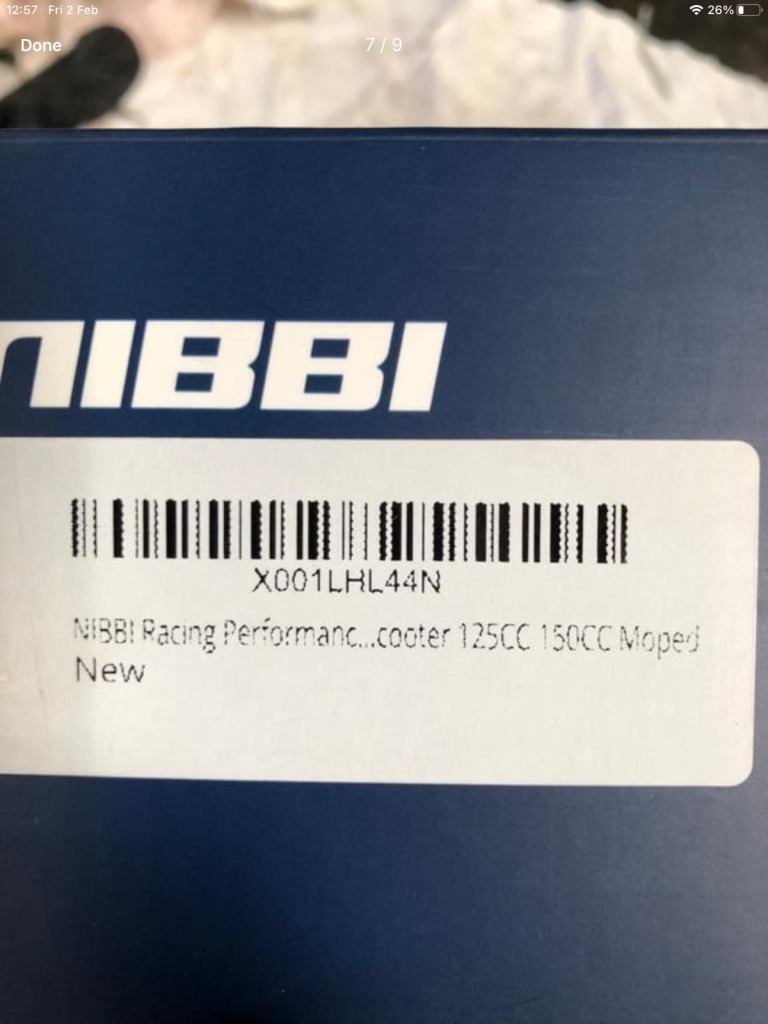 12:57 Fri 2 Feb 26%
Done 7 / 9
NIBBI
X001LHL44N
NIBBI Racing Performanc...cooter 125CC 150CC Moped
New